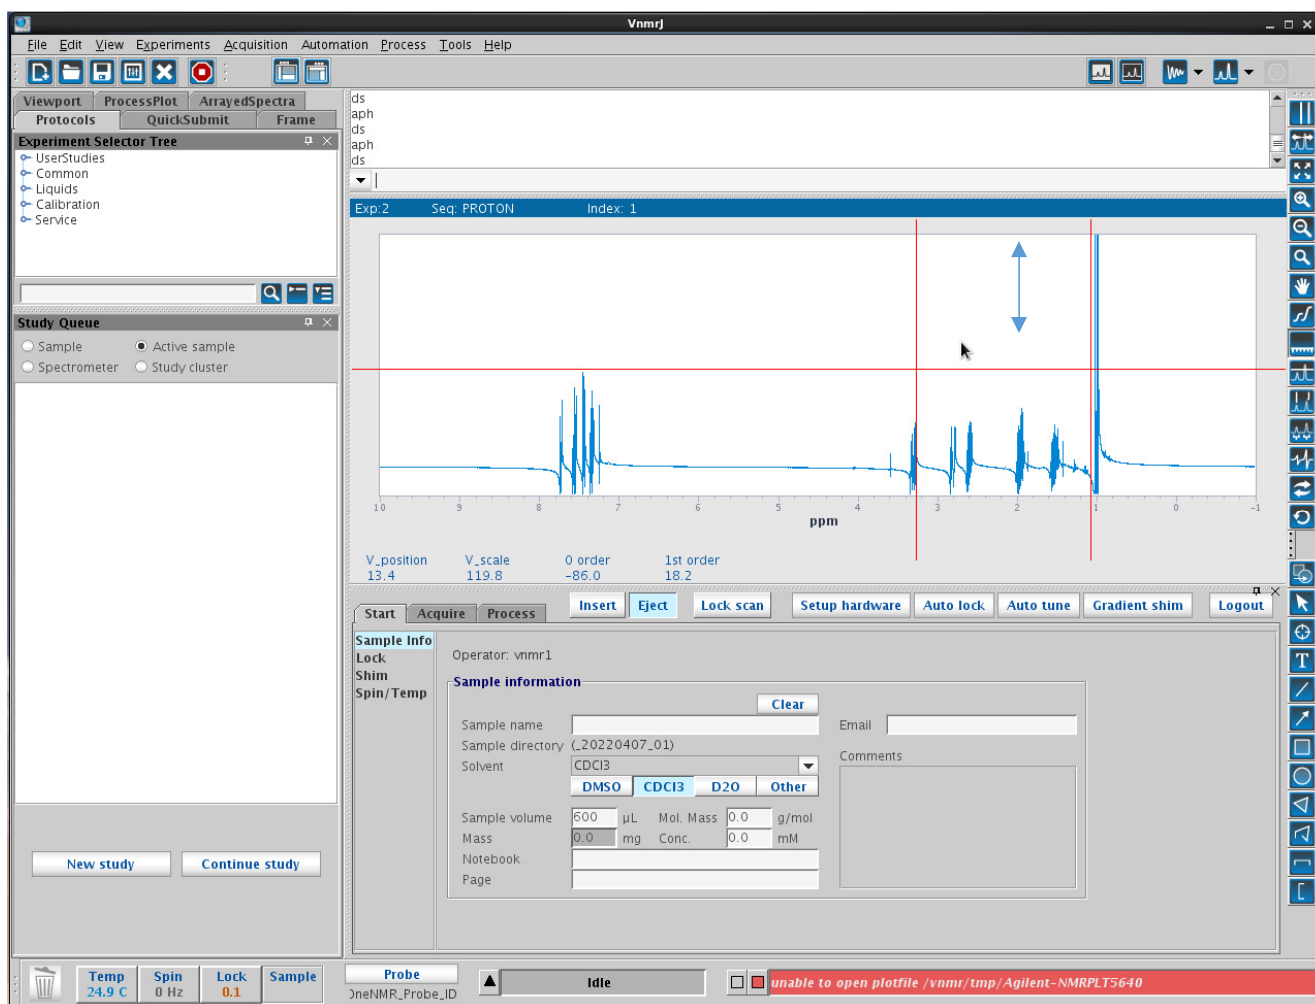 VnmrJ
File Edit View Experiments Acquisition Automation Process Tools Help
Viewport ProcessPlot ArrayedSpectra
Protocols QuickSubmit Frame
Experiment Selector Tree
UserStudies
Common
Liquids
Calibration
Service
Study Queue
Sample Active sample
Spectrometer Study cluster
New study Continue study
ds
aph
ds
aph
ds
Exp:2 Seq: PROTON Index: 1
10 9 8 7 6 5 4 3 2 1 0 -1
ppm
V_position V_scale 0 order 1st order
13.4 119.8 -86.0 18.2
Start Acquire Process Insert Eject Lock scan Setup hardware Auto lock Auto tune Gradient shim Logout
Sample Info
Lock
Shim
Spin/Temp
Operator: vnmr1
Sample information
Clear
Sample name Email
Sample directory (_20220407_01)
Solvent CDCl3 Comments
DMSO CDCl3 D2O Other
Sample volume 600 µL Mol. Mass 0.0 g/mol
Mass 0.0 mg Conc. 0.0 mM
Notebook
Page
Temp Spin Lock Sample Probe
24.9 C 0 Hz 0.1 OneNMR_Probe_ID
Idle
unable to open plotfile /vnmr/tmp/Agilent-NMRPLT5640